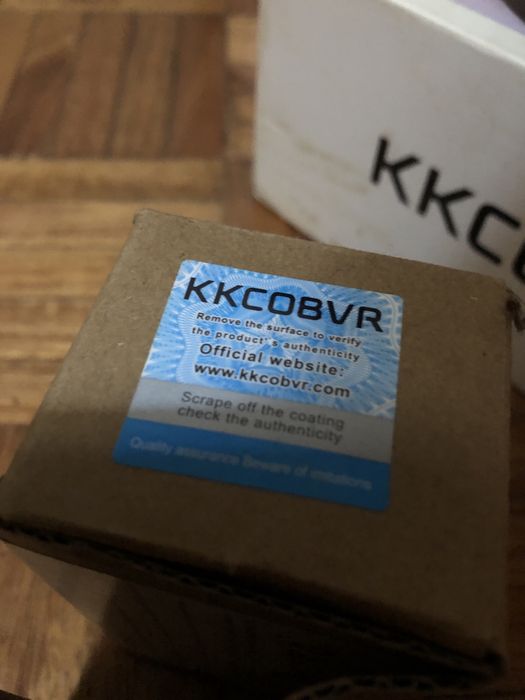 KKCO
KKCOBVR
Remove the surface to verify
the product's authenticity
Official website:
www.kkcobvr.com
Scrape off the coating
check the authenticity
Quality assurance Beware of imitations